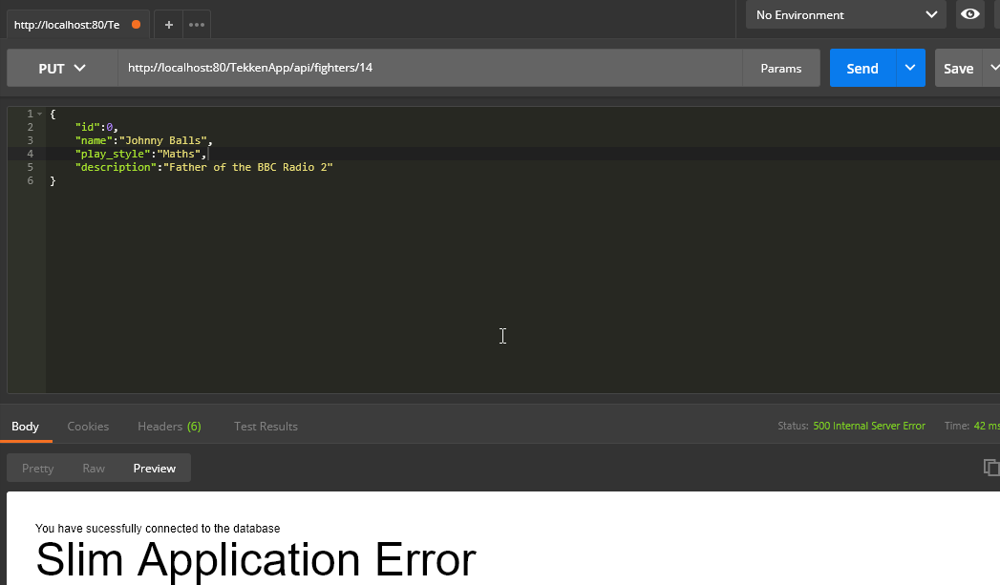 http://localhost:80/Te
+
No Environment
PUT
http://localhost:80/TekkenApp/api/fighters/14
Params
Send
Save
1 {
2 "id":0,
3 "name":"Johnny Balls",
4 "play_style":"Maths",
5 "description":"Father of the BBC Radio 2"
6 }
Body
Cookies
Headers (6)
Test Results
Status: 500 Internal Server Error
Time: 42 ms
Pretty
Raw
Preview
You have sucessfully connected to the database
Slim Application Error